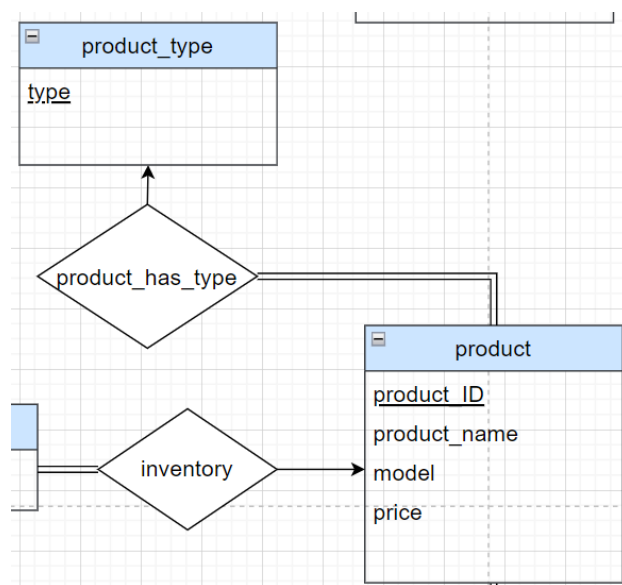 product_type
type
product_has_type
product
product_ID
product_name
model
price
inventory